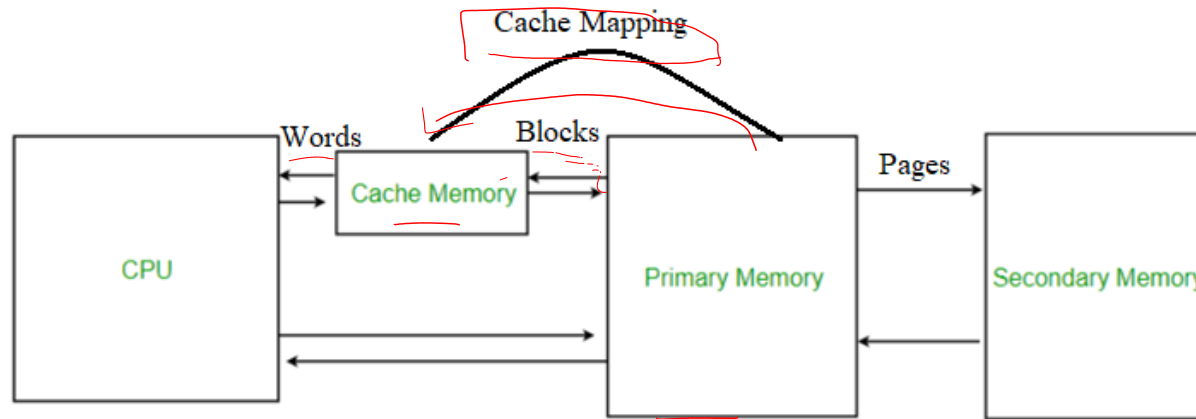 Cache Mapping
Words
Blocks
Pages
Cache Memory
CPU
Primary Memory
Secondary Memory